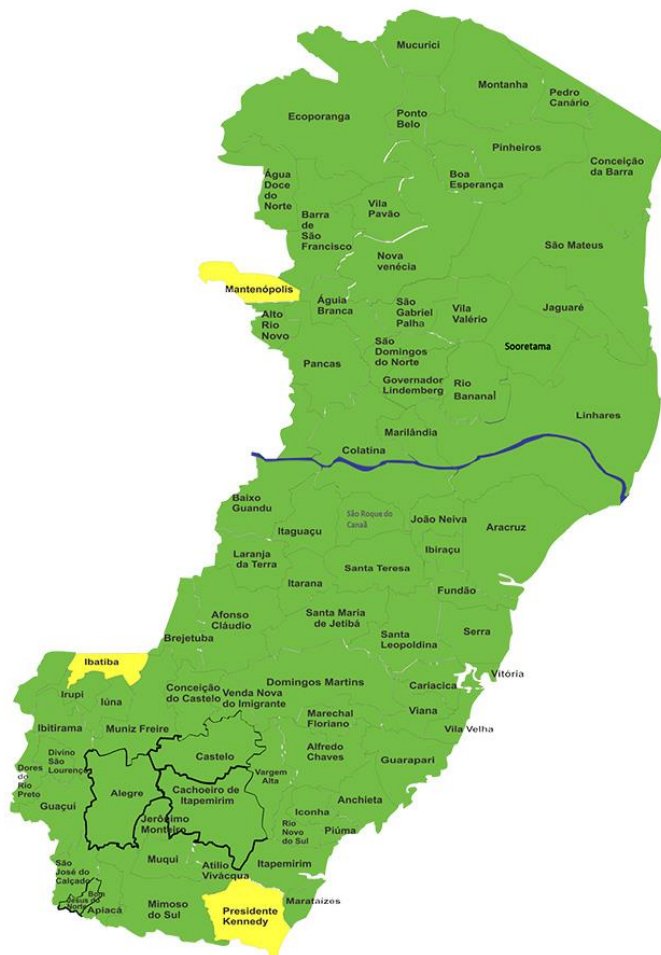 Mucurici
Montanha
Pedro
Canário
Ecoporanga
Ponto
Belo
Pinheiros
Conceição
da Barra
Água
Doce
do
Norte
Boa
Esperança
Vila
Pavão
Barra
de
São
Francisco
São Mateus
Nova
venécia
Mantenópolis
Águia
Branca
São
Gabriel
Palha
Vila
Valério
Jaguaré
Alto
Rio
Novo
São
Domingos
do Norte
Sooretama
Pancas
Governador
Lindemberg
Rio
Bananal
Linhares
Marilândia
Colatina
Baixo
Guandu
São Roque do
Canaã
João Neiva
Aracruz
Itaguaçu
Laranja
da Terra
Ibiraçu
Santa Teresa
Itarana
Fundão
Afonso
Cláudio
Santa Maria
de Jetibá
Brejetuba
Santa
Leopoldina
Serra
Ibatiba
Vitória
Irupi
Iúna
Conceição
do Castelo
Venda Nova
do Imigrante
Domingos Martins
Cariacica
Viana
Vila Velha
Ibitirama
Muniz Freire
Marechal
Floriano
Divino
São
Lourenço
Castelo
Alfredo
Chaves
Guarapari
Dores
do
Rio
Preto
Guaçui
Alegre
Cachoeiro de
Itapemirim
Vargem
Alta
Anchieta
Iconha
Jerônimo
Monteiro
Rio
Novo
do Sul
Piúma
São
José do
Calçado
Muqui
Atílio
Vivácqua
Itapemirim
Bom
Jesus do
Norte
Apiacá
Mimoso
do Sul
Presidente
Kennedy
Marataízes